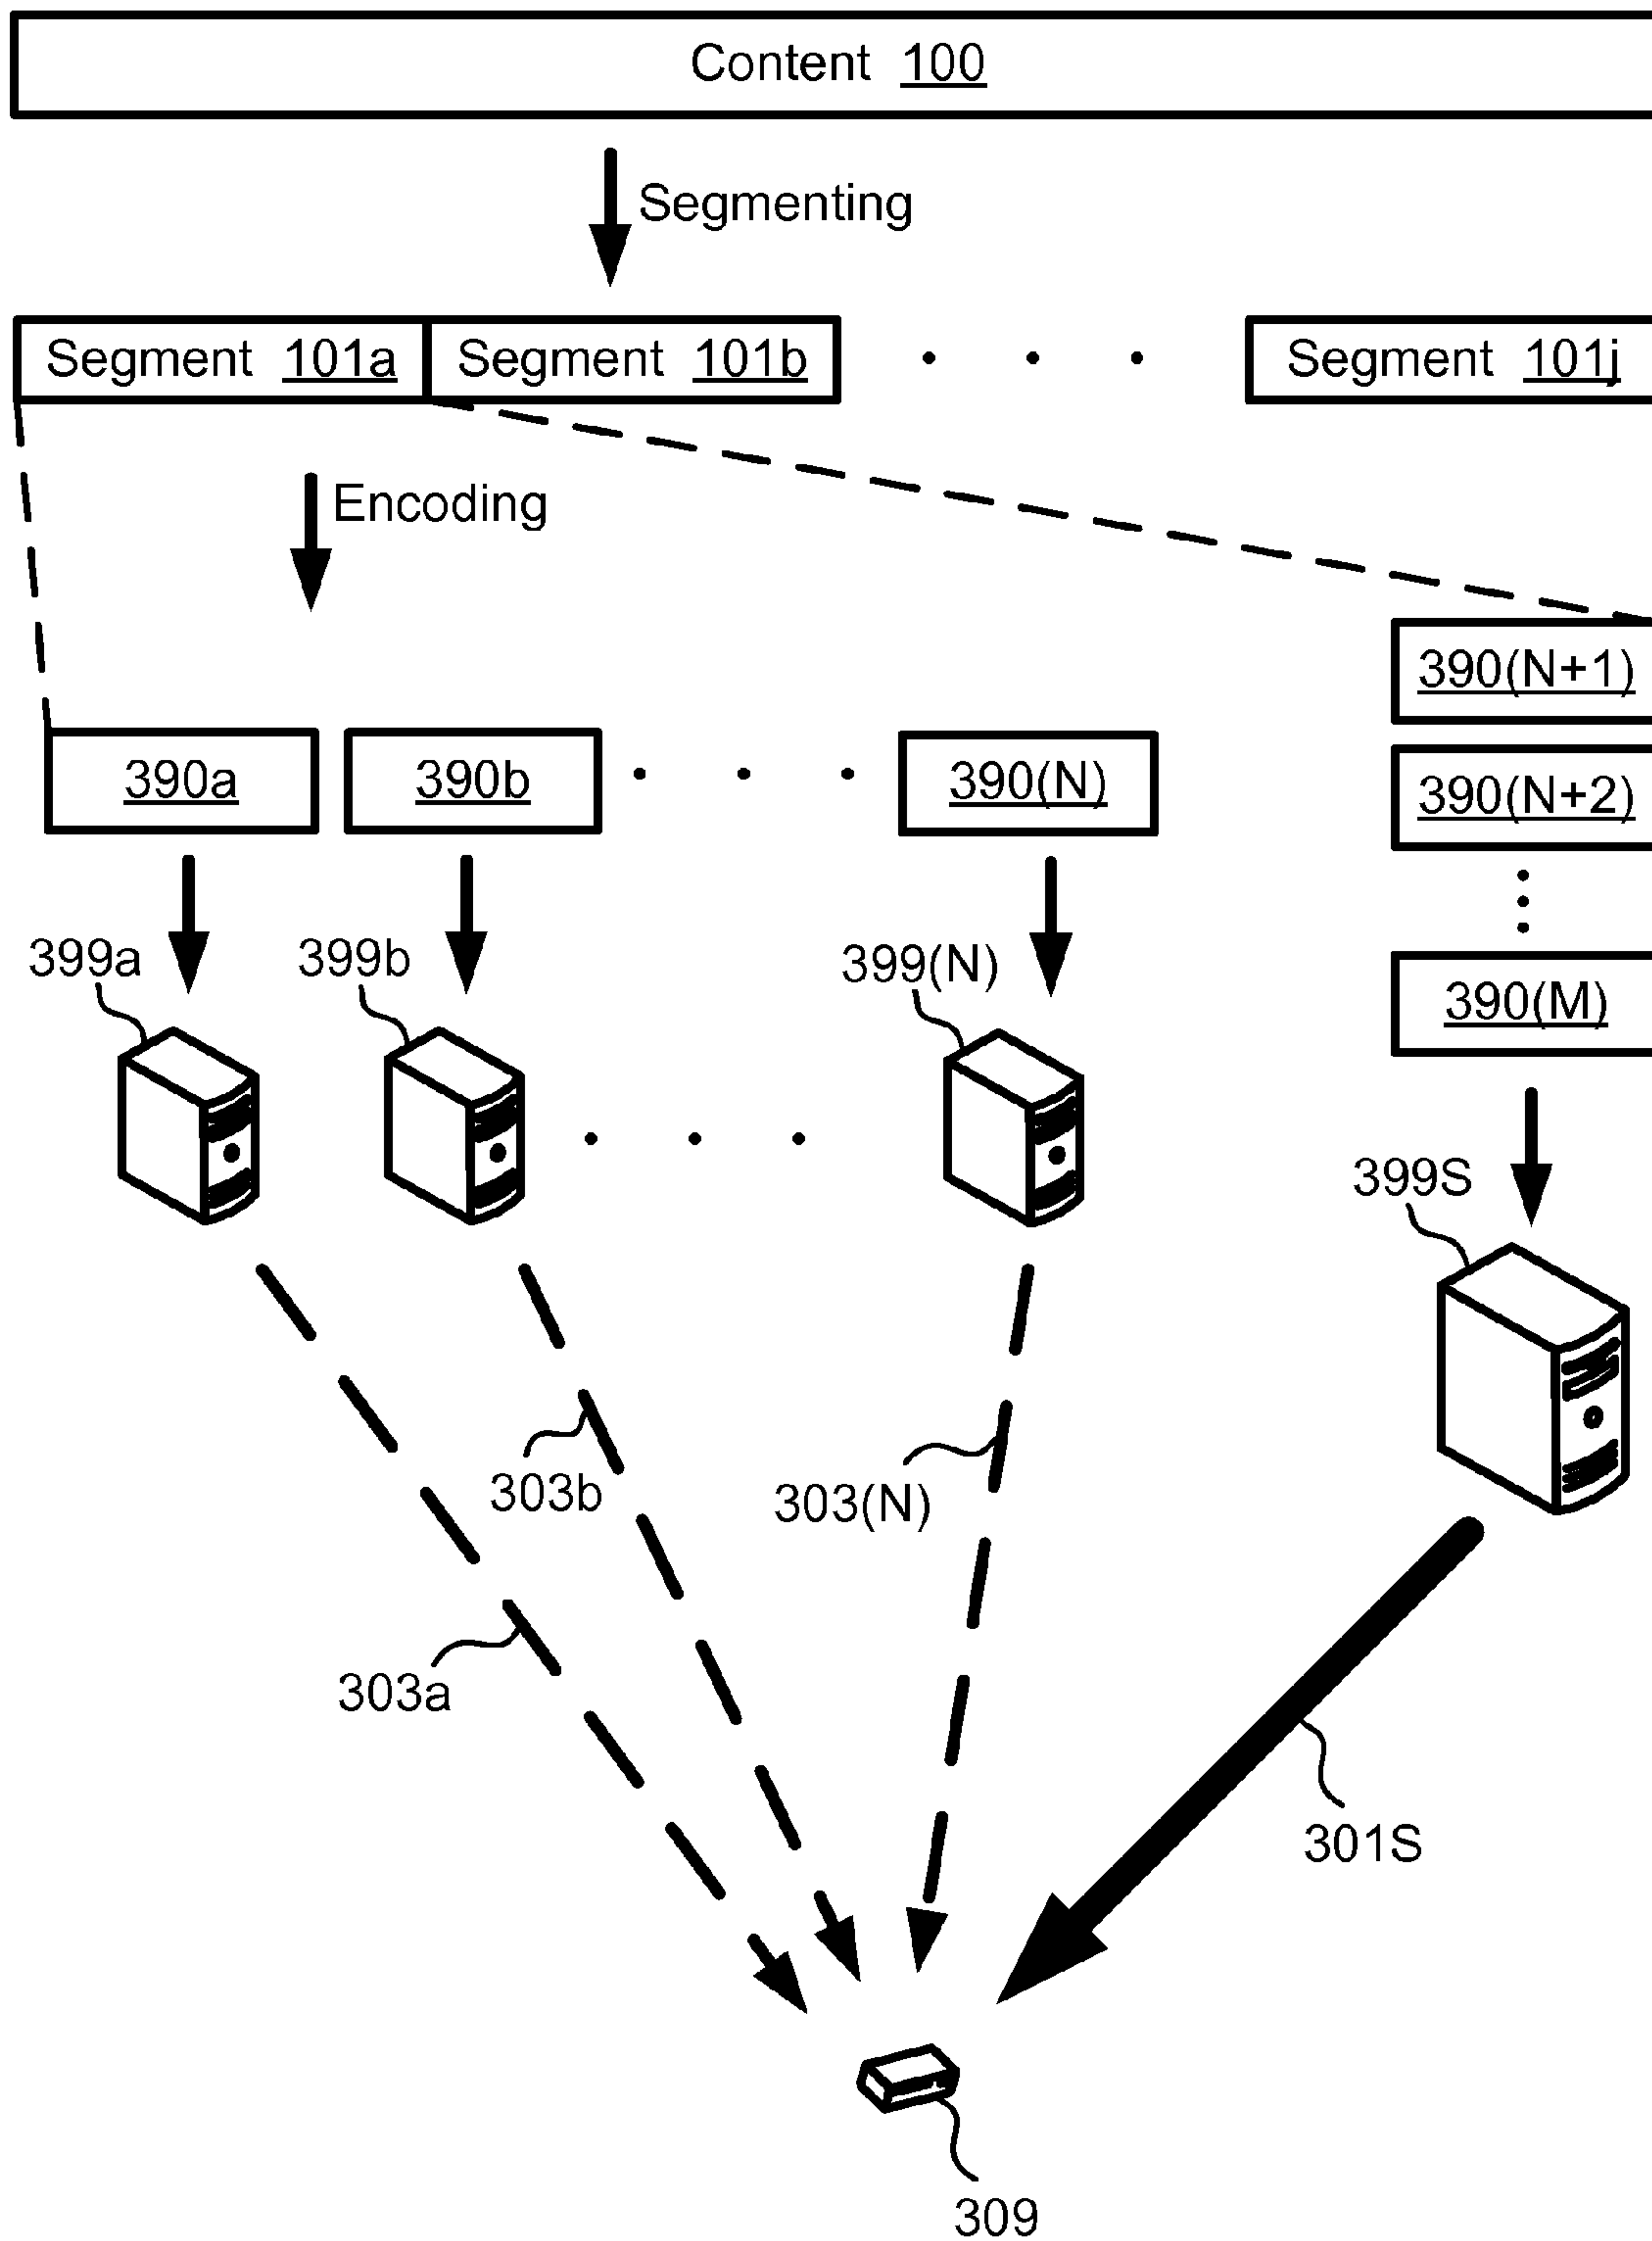 Content 100
Segmenting
Segment 101a Segment 101b Segment 101j
Encoding
390(N+1)
390a 390b 390(N) 390(N+2)
399a 399b 399(N)
390(M)
399S
303b 303(N)
303a
301S
309